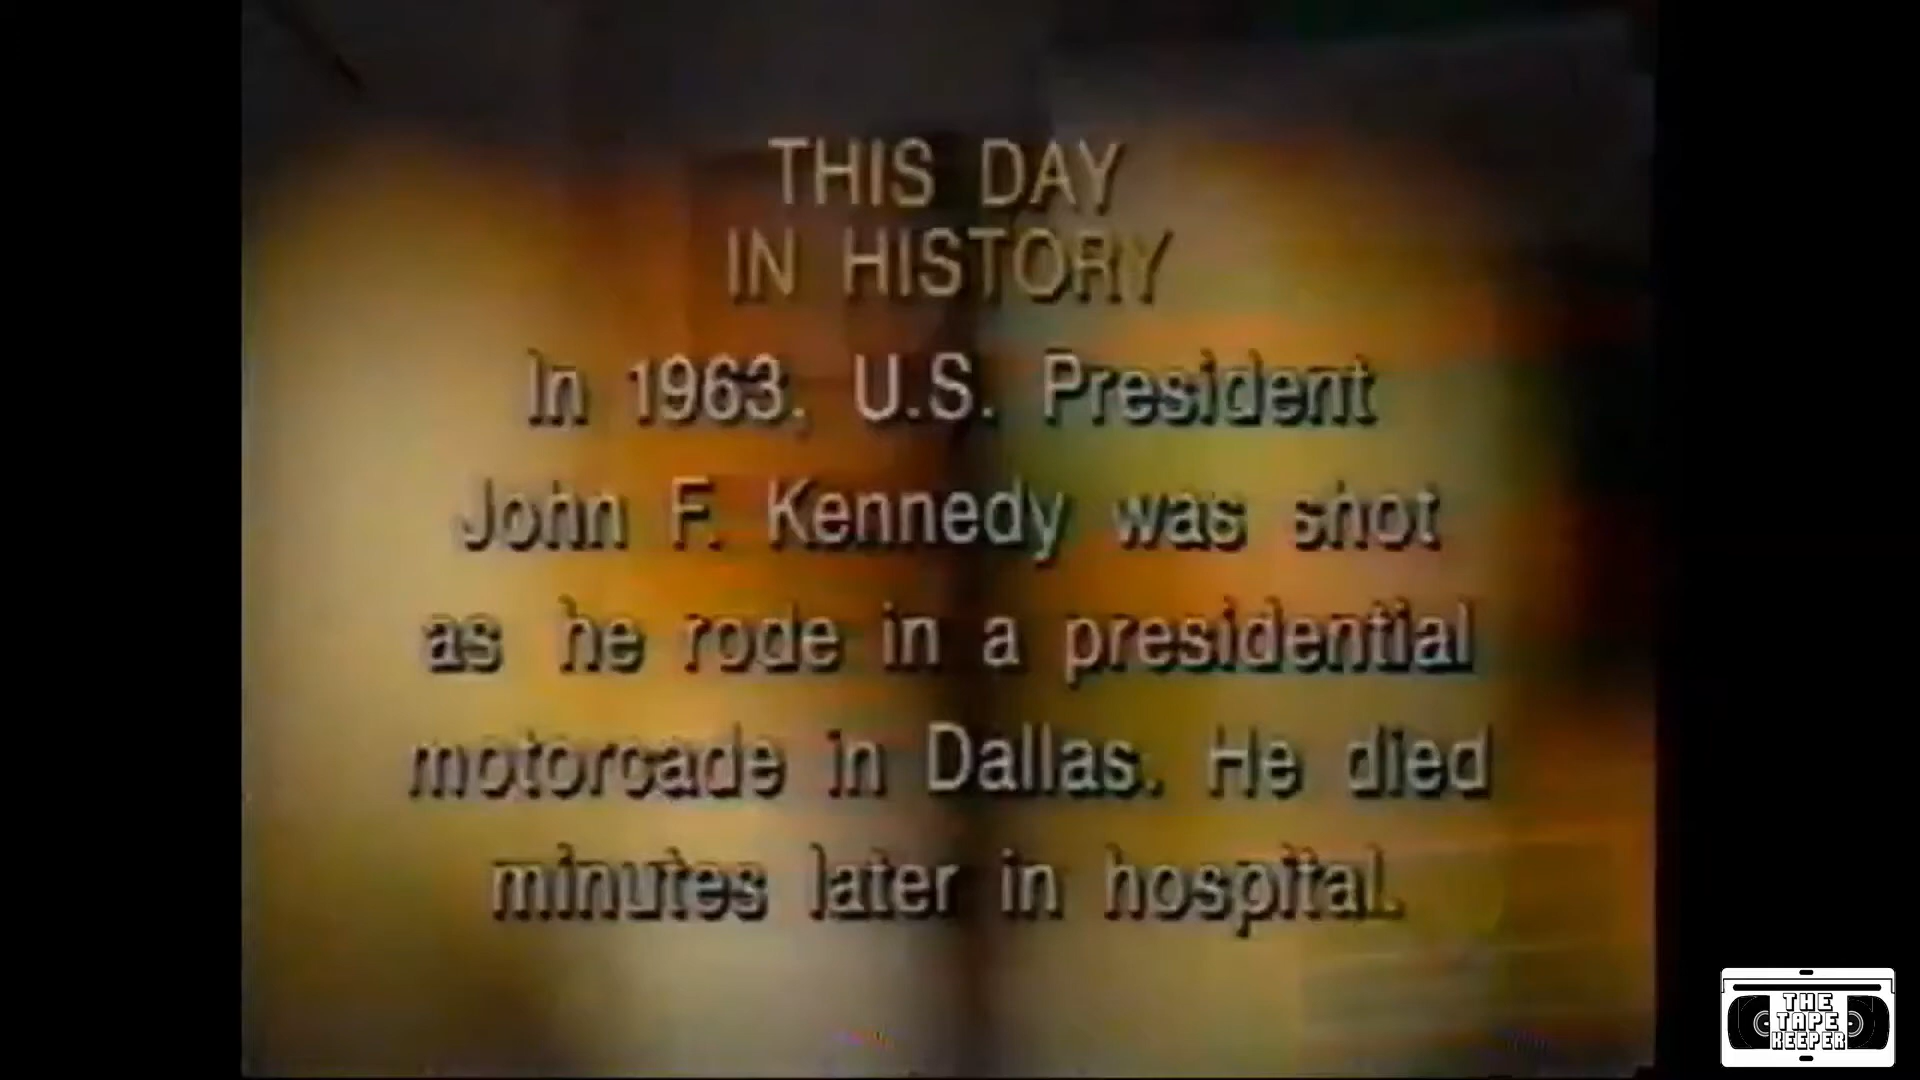 THIS DAY
IN HISTORY
In 1963, U.S. President
John F. Kennedy was shot
as he rode in a presidential
motorcade in Dallas. He died
minutes later in hospital.
THE
TAPE
KEEPER